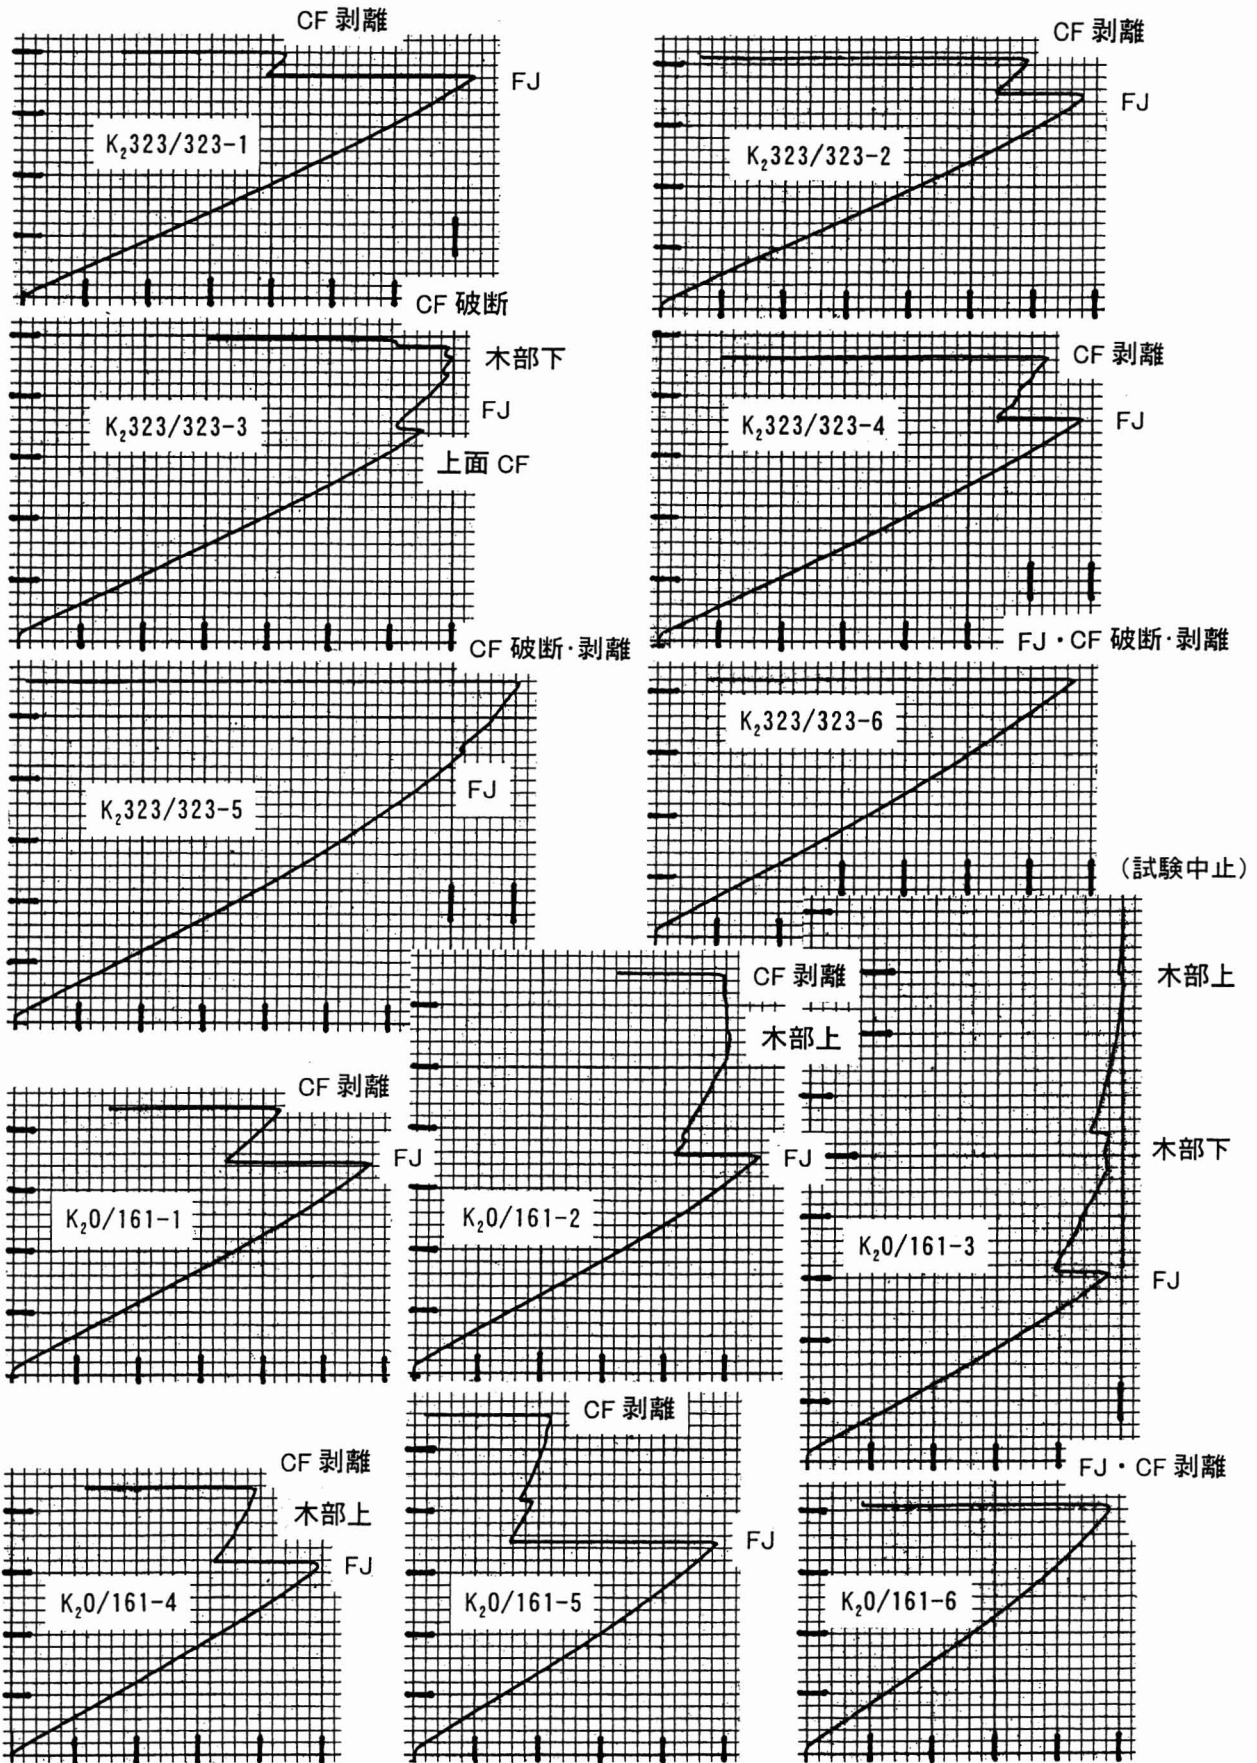 CF 剥離
FJ
K₂323/323-1
CF 剥離
FJ
K₂323/323-2
CF 破断
木部下
FJ
上面 CF
K₂323/323-3
CF 剥離
FJ
K₂323/323-4
CF 破断・剥離
FJ
K₂323/323-5
FJ・CF 破断・剥離
K₂323/323-6
CF 剥離
FJ
K₂0/161-1
CF 剥離
木部上
FJ
K₂0/161-2
(試験中止)
木部上
木部下
FJ
K₂0/161-3
CF 剥離
木部上
FJ
K₂0/161-4
CF 剥離
FJ
K₂0/161-5
FJ・CF 剥離
K₂0/161-6